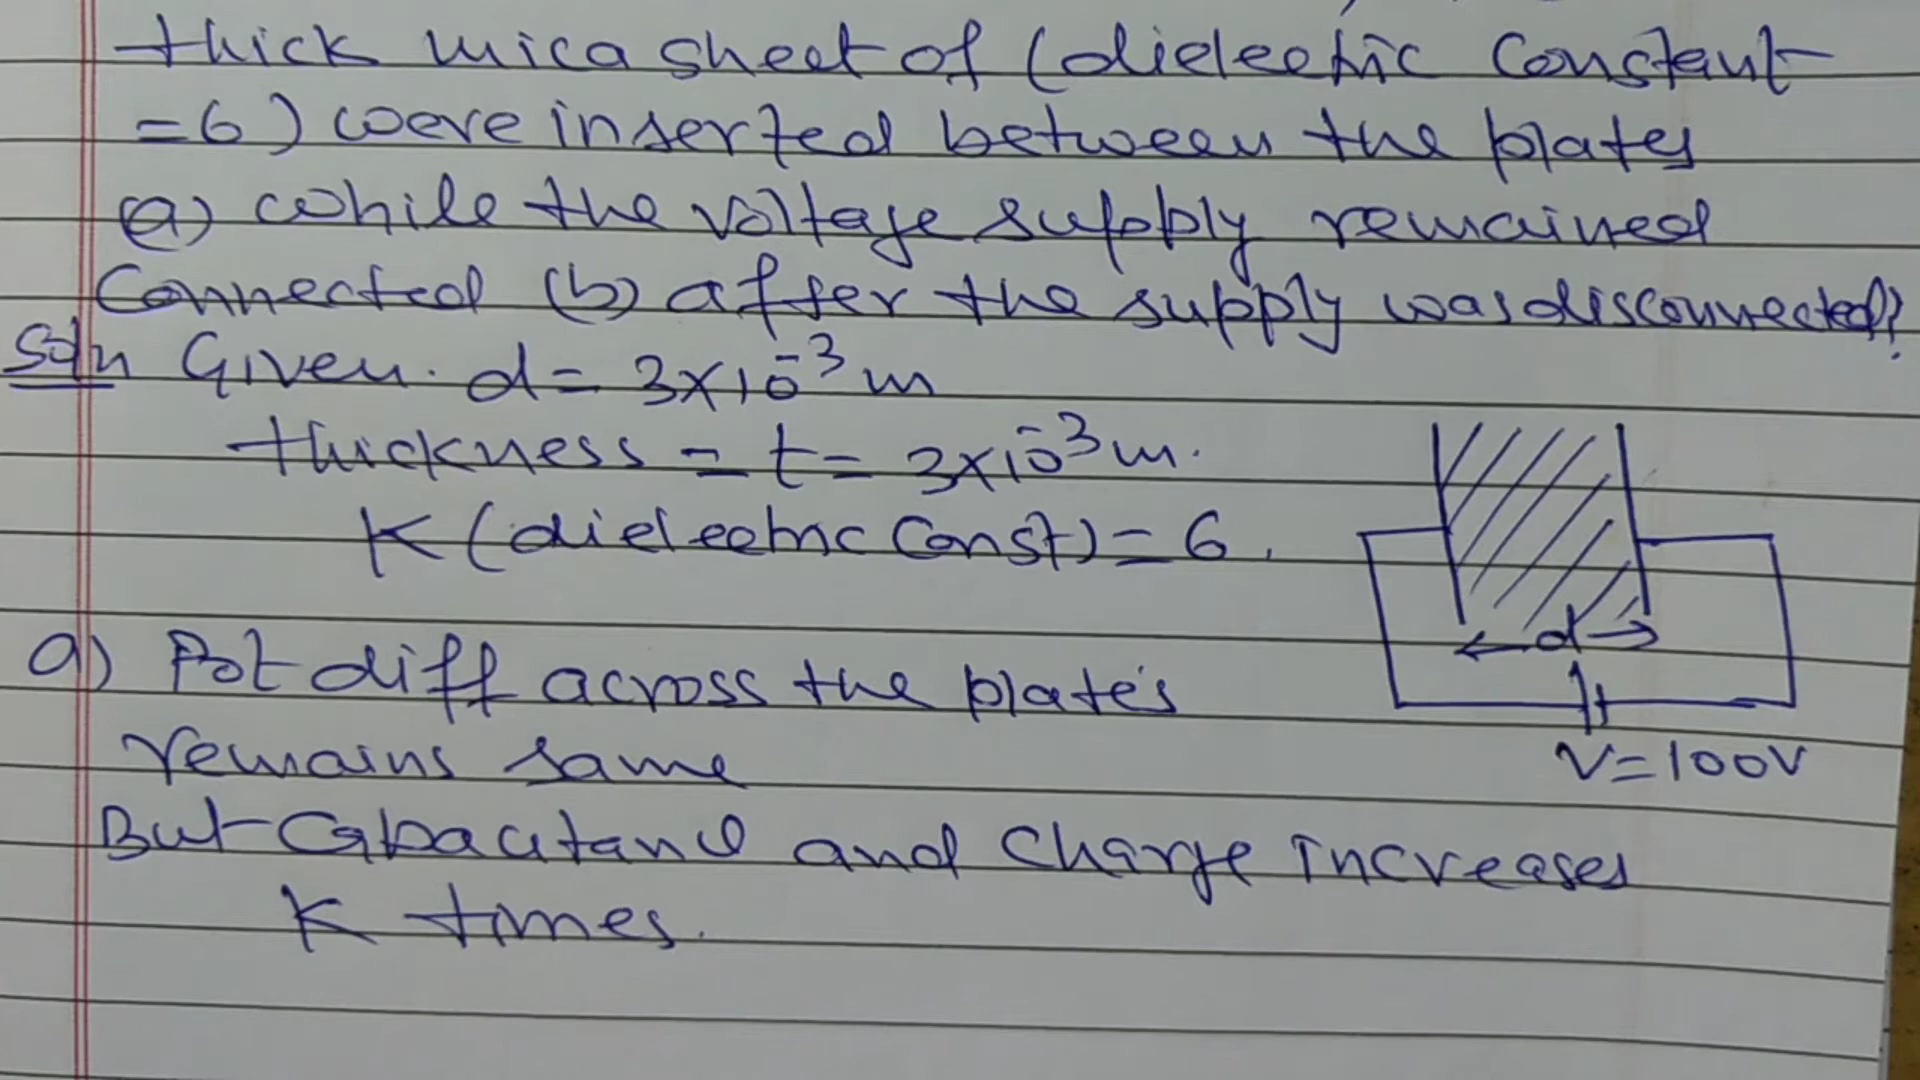 thick mica sheet of (dielectric constant
=6) were inserted between the plates
(a) while the voltage supply remained
connected (b) after the supply was disconnected?
Soln Given. d = 3×10⁻³ m
thickness = t = 3×10⁻³ m.
K (dielectric const) = 6.
a) Pot diff across the plates
remains same
But Capacitance and charge increases
K times.
d
V=100V